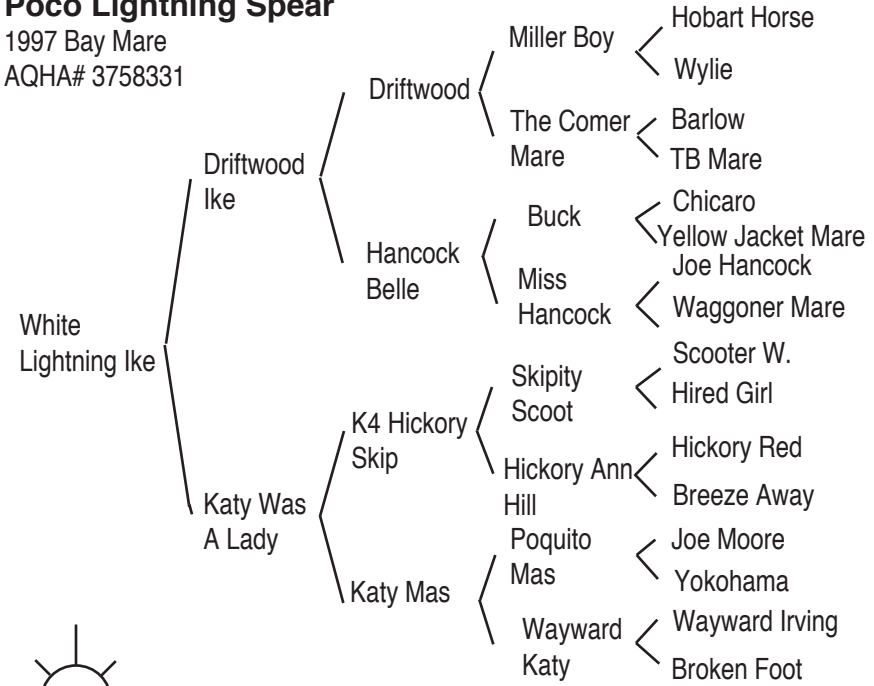 Poco Lightning Spear
1997 Bay Mare
AQHA# 3758331
White
Lightning Ike
Driftwood
Ike
Katy Was
A Lady
Driftwood
Hancock
Belle
K4 Hickory
Skip
Katy Mas
Miller Boy
The Comer
Mare
Buck
Miss
Hancock
Skipity
Scoot
Hickory Ann
Hill
Poquito
Mas
Wayward
Katy
Hobart Horse
Wylie
Barlow
TB Mare
Chicaro
Yellow Jacket Mare
Joe Hancock
Waggoner Mare
Scooter W.
Hired Girl
Hickory Red
Breeze Away
Joe Moore
Yokohama
Wayward Irving
Broken Foot